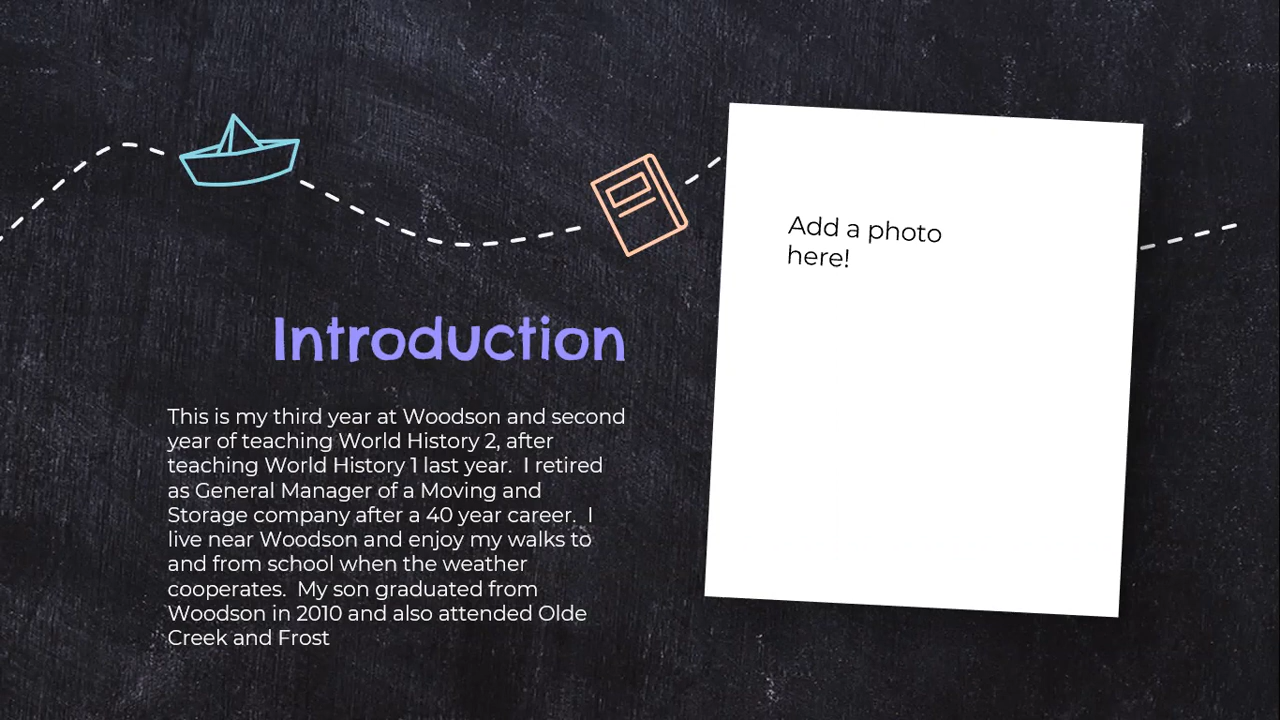 Add a photo
here!
Introduction
This is my third year at Woodson and second
year of teaching World History 2, after
teaching World History 1 last year.  I retired
as General Manager of a Moving and
Storage company after a 40 year career.  I
live near Woodson and enjoy my walks to
and from school when the weather
cooperates.  My son graduated from
Woodson in 2010 and also attended Olde
Creek and Frost